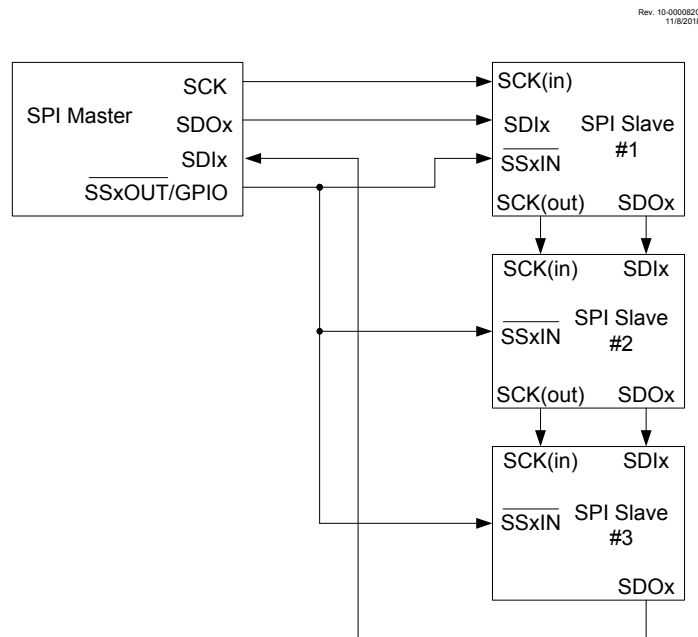 Rev. 10-000082C
11/8/2018
SPI Master
SCK
SDOx
SDIx
SSxOUT/GPIO
SCK(in)
SDIx
SPI Slave
#1
SSxIN
SCK(out)
SDOx
SCK(in)
SDIx
SPI Slave
#2
SSxIN
SCK(out)
SDOx
SCK(in)
SDIx
SPI Slave
#3
SSxIN
SDOx